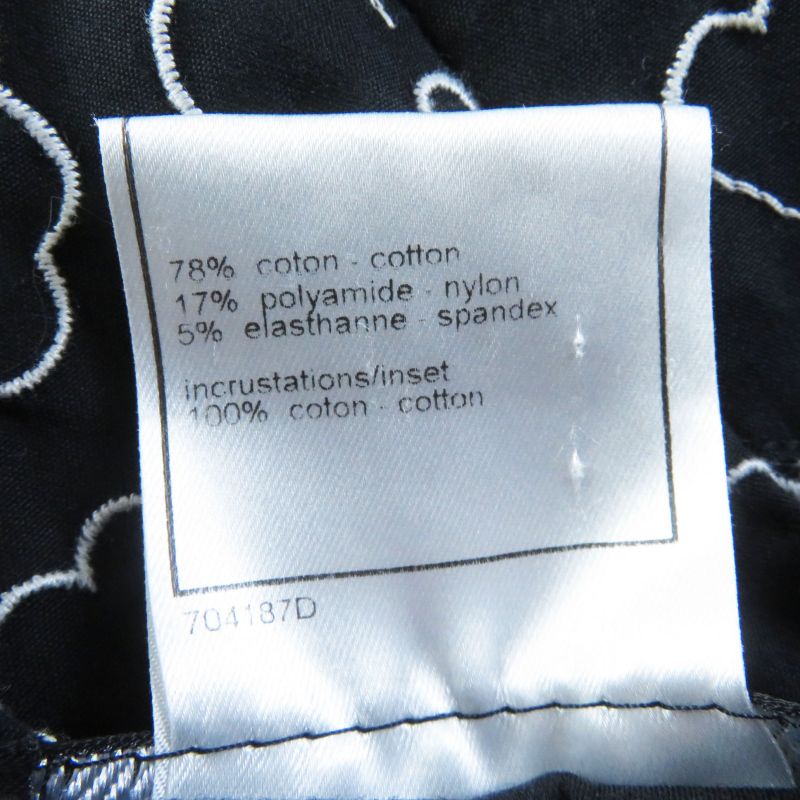 78% coton - cotton
17% polyamide - nylon
5% elasthanne - spandex
incrustations/inset
100% coton - cotton
704187D